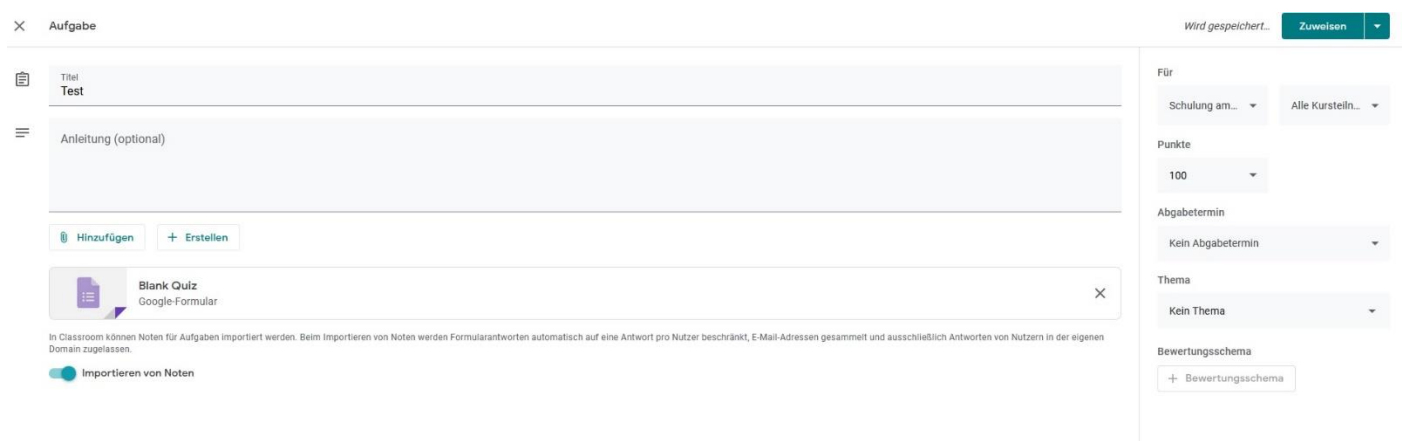 Aufgabe
Wird gespeichert...
Zuweisen
Titel
Test
Anleitung (optional)
Hinzufügen
Erstellen
Blank Quiz
Google-Formular
In Classroom können Noten für Aufgaben importiert werden. Beim Importieren von Noten werden Formularantworten automatisch auf eine Antwort pro Nutzer beschränkt, E-Mail-Adressen gesammelt und ausschließlich Antworten von Nutzern in der eigenen
Domain zugelassen.
Importieren von Noten
Für
Schulung am...
Alle Kursteiln...
Punkte
100
Abgabetermin
Kein Abgabetermin
Thema
Kein Thema
Bewertungsschema
+ Bewertungsschema